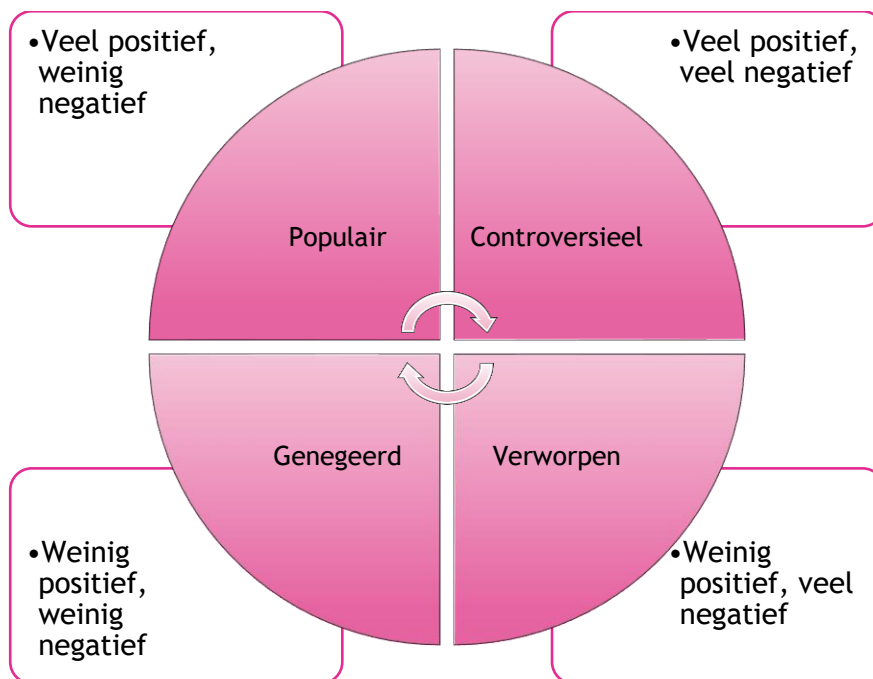 •Veel positief,
weinig
negatief
•Veel positief,
veel negatief
Populair
Controversieel
Genegeerd
Verworpen
•Weinig
positief,
weinig
negatief
•Weinig
positief, veel
negatief